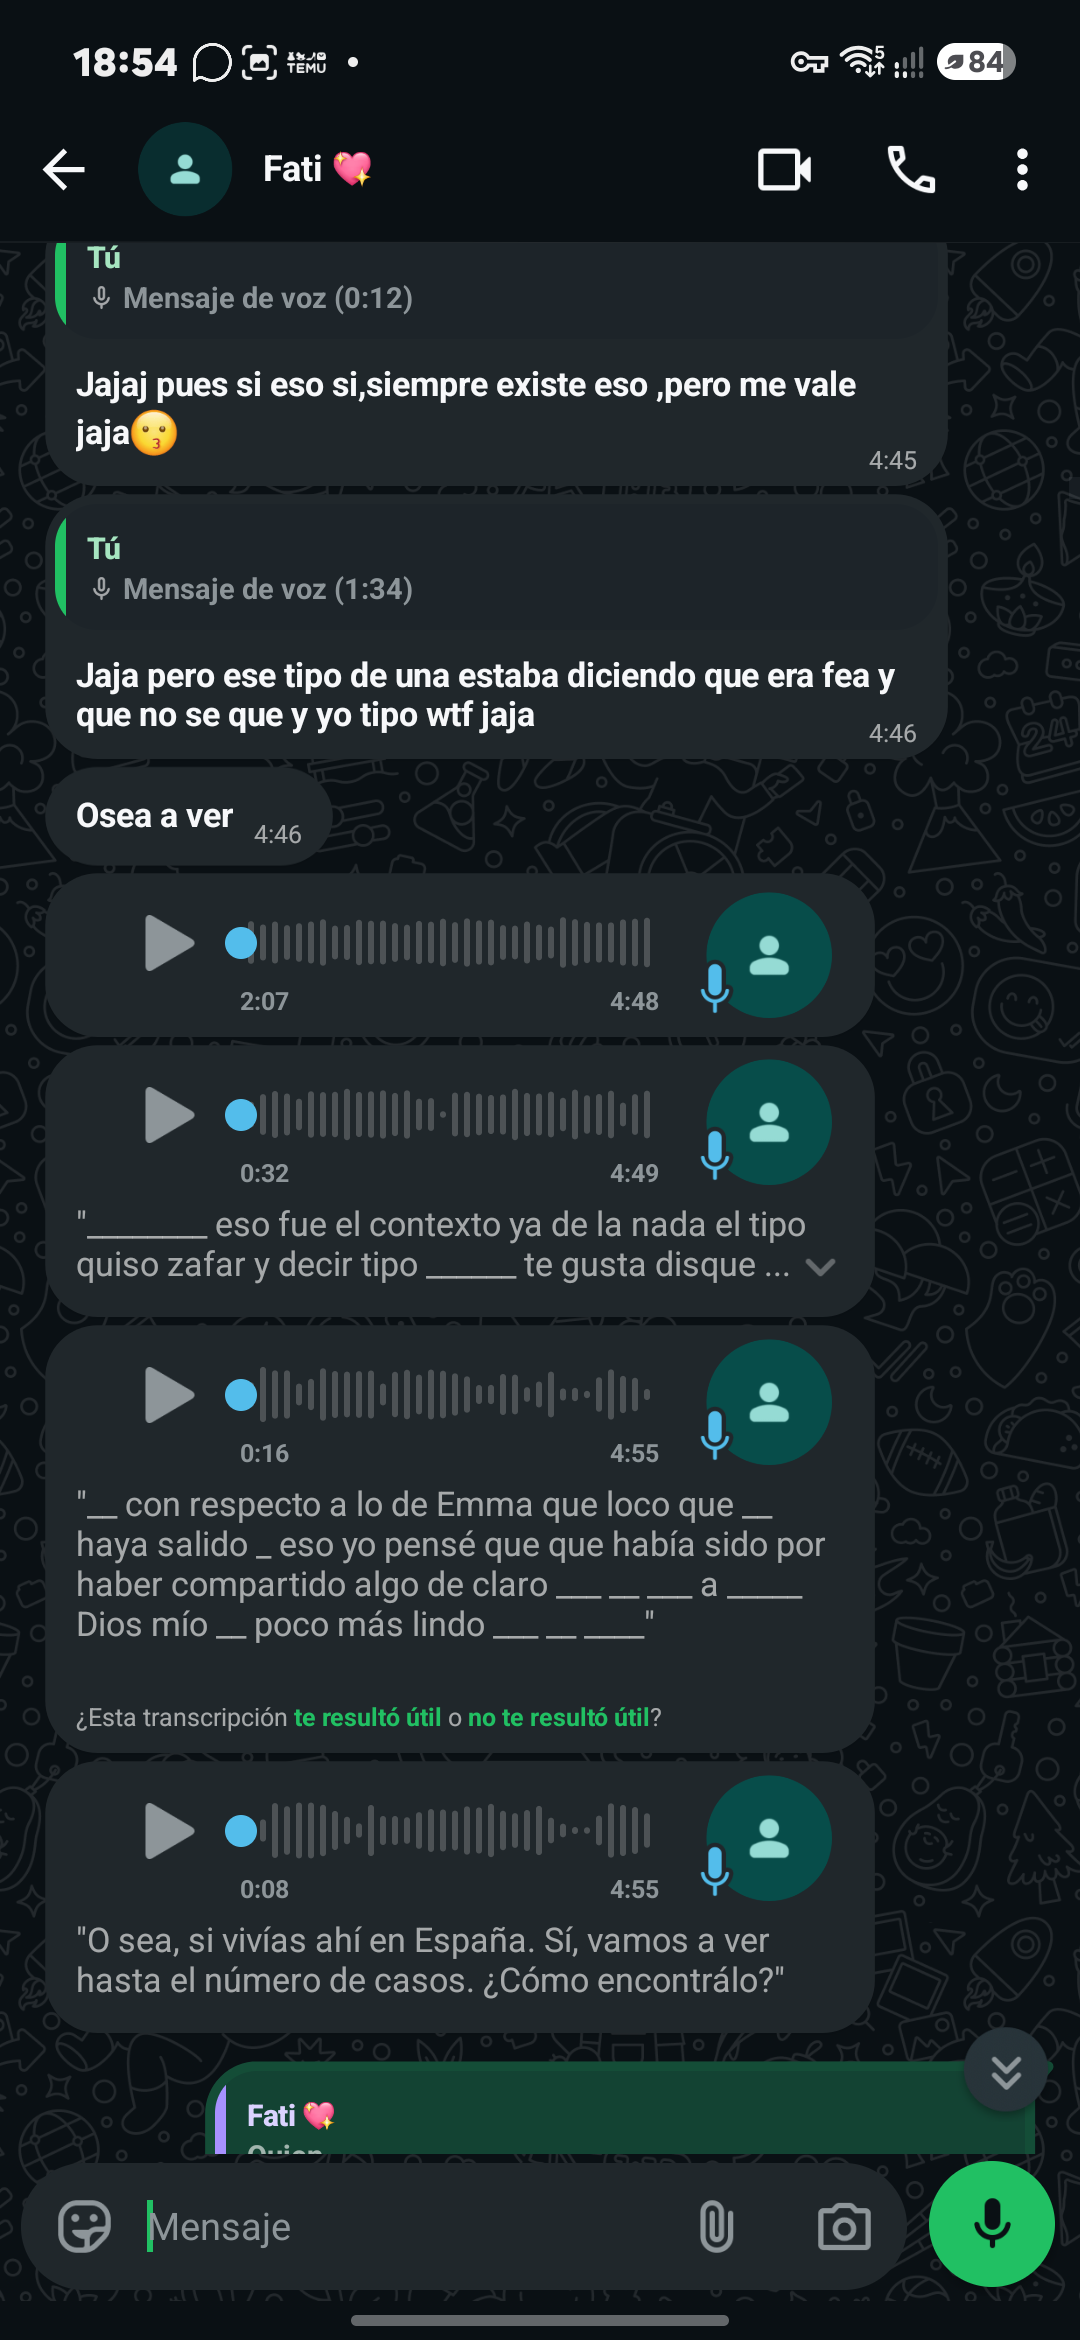 18:54
TEMU
5
84
Fati
Tú
Mensaje de voz (0:12)
Jajaj pues si eso si,siempre existe eso ,pero me vale
jaja
4:45
Tú
Mensaje de voz (1:34)
Jaja pero ese tipo de una estaba diciendo que era fea y
que no se que y yo tipo wtf jaja
4:46
Osea a ver
4:46
2:07
4:48
0:32
4:49
"________ eso fue el contexto ya de la nada el tipo
quiso zafar y decir tipo ______ te gusta disque ...
0:16
4:55
"__ con respecto a lo de Emma que loco que __
haya salido _ eso yo pensé que que había sido por
haber compartido algo de claro ___ __ ___ a _____
Dios mío __ poco más lindo ___ __ ____"
¿Esta transcripción te resultó útil o no te resultó útil?
0:08
4:55
"O sea, si vivías ahí en España. Sí, vamos a ver
hasta el número de casos. ¿Cómo encontrálo?"
Fati
Mensaje